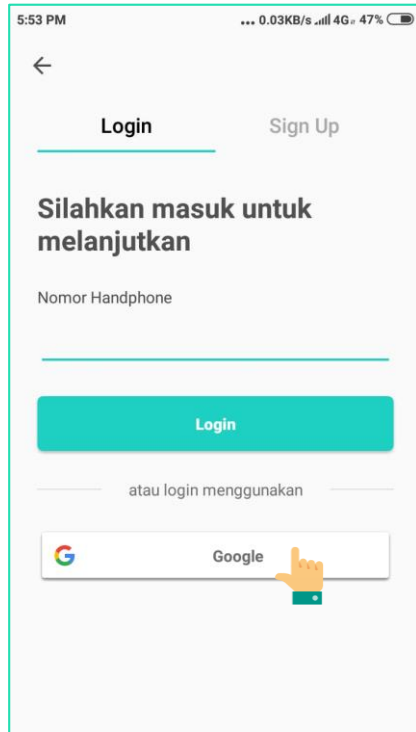 5:53 PM ... 0.03KB/s 4G 47%
Login Sign Up
Silahkan masuk untuk
melanjutkan
Nomor Handphone
Login
atau login menggunakan
Google